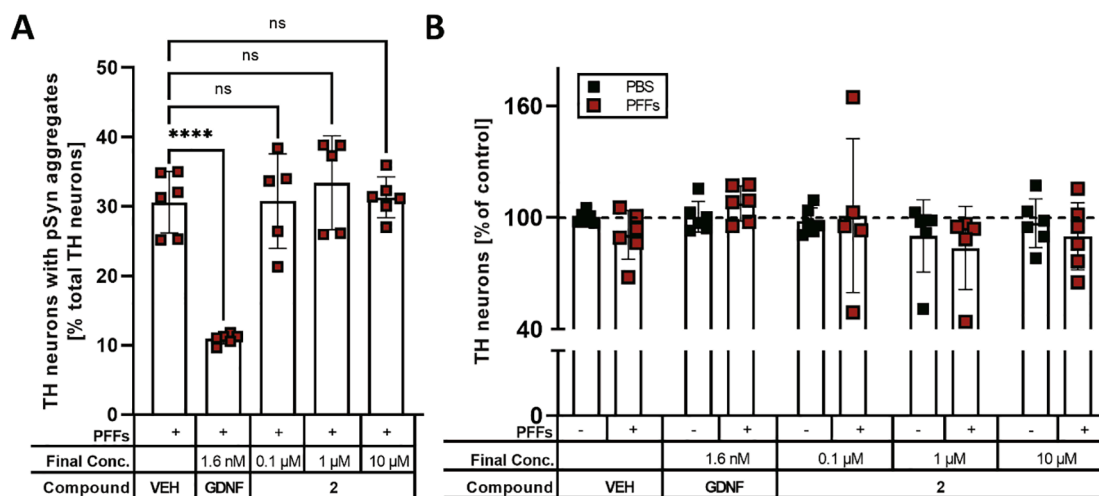 A
ns
ns
ns
****
TH neurons with pSyn aggregates
[% total TH neurons]
50
40
30
20
10
0
PFFs + + + + +
Final Conc. 1.6 nM 0.1 µM 1 µM 10 µM
Compound VEH GDNF 2
B
PBS
PFFs
TH neurons [% of control]
160
100
40
0
PFFs - + - + - + - + - +
Final Conc. 1.6 nM 0.1 µM 1 µM 10 µM
Compound VEH GDNF 2